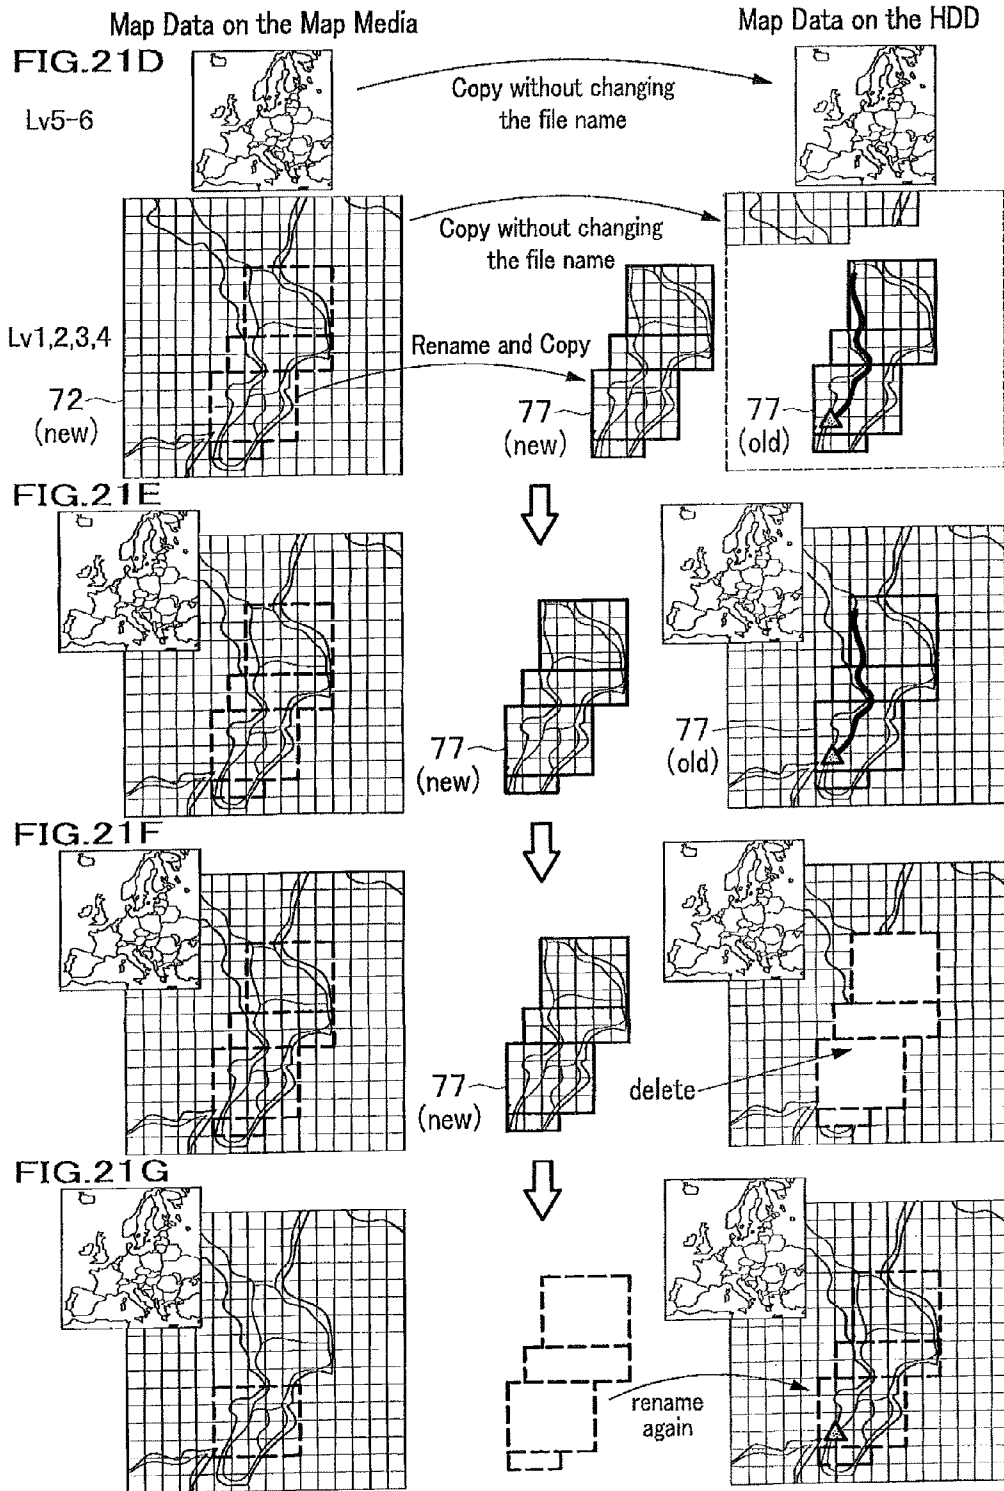 Map Data on the Map Media
Map Data on the HDD
FIG.21D
Lv5-6
Copy without changing
the file name
Copy without changing
the file name
Lv1,2,3,4
Rename and Copy
72
(new)
77
(new)
77
(old)
FIG.21E
77
(new)
77
(old)
FIG.21F
77
(new)
delete
FIG.21G
rename
again